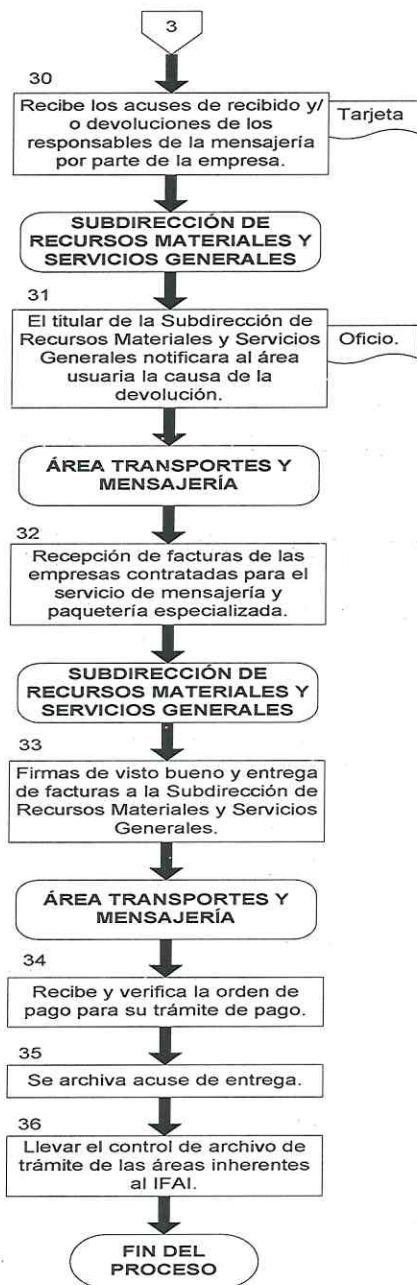 3
30
Recibe los acuses de recibido y/
o devoluciones de los
responsables de la mensajería
por parte de la empresa.
Tarjeta
SUBDIRECCIÓN DE
RECURSOS MATERIALES Y
SERVICIOS GENERALES
31
El titular de la Subdirección de
Recursos Materiales y Servicios
Generales notificara al área
usuaria la causa de la
devolución.
Oficio.
ÁREA TRANSPORTES Y
MENSAJERÍA
32
Recepción de facturas de las
empresas contratadas para el
servicio de mensajería y
paquetería especializada.
SUBDIRECCIÓN DE
RECURSOS MATERIALES Y
SERVICIOS GENERALES
33
Firmas de visto bueno y entrega
de facturas a la Subdirección de
Recursos Materiales y Servicios
Generales.
ÁREA TRANSPORTES Y
MENSAJERÍA
34
Recibe y verifica la orden de
pago para su trámite de pago.
35
Se archiva acuse de entrega.
36
Llevar el control de archivo de
trámite de las áreas inherentes
al IFAI.
FIN DEL
PROCESO